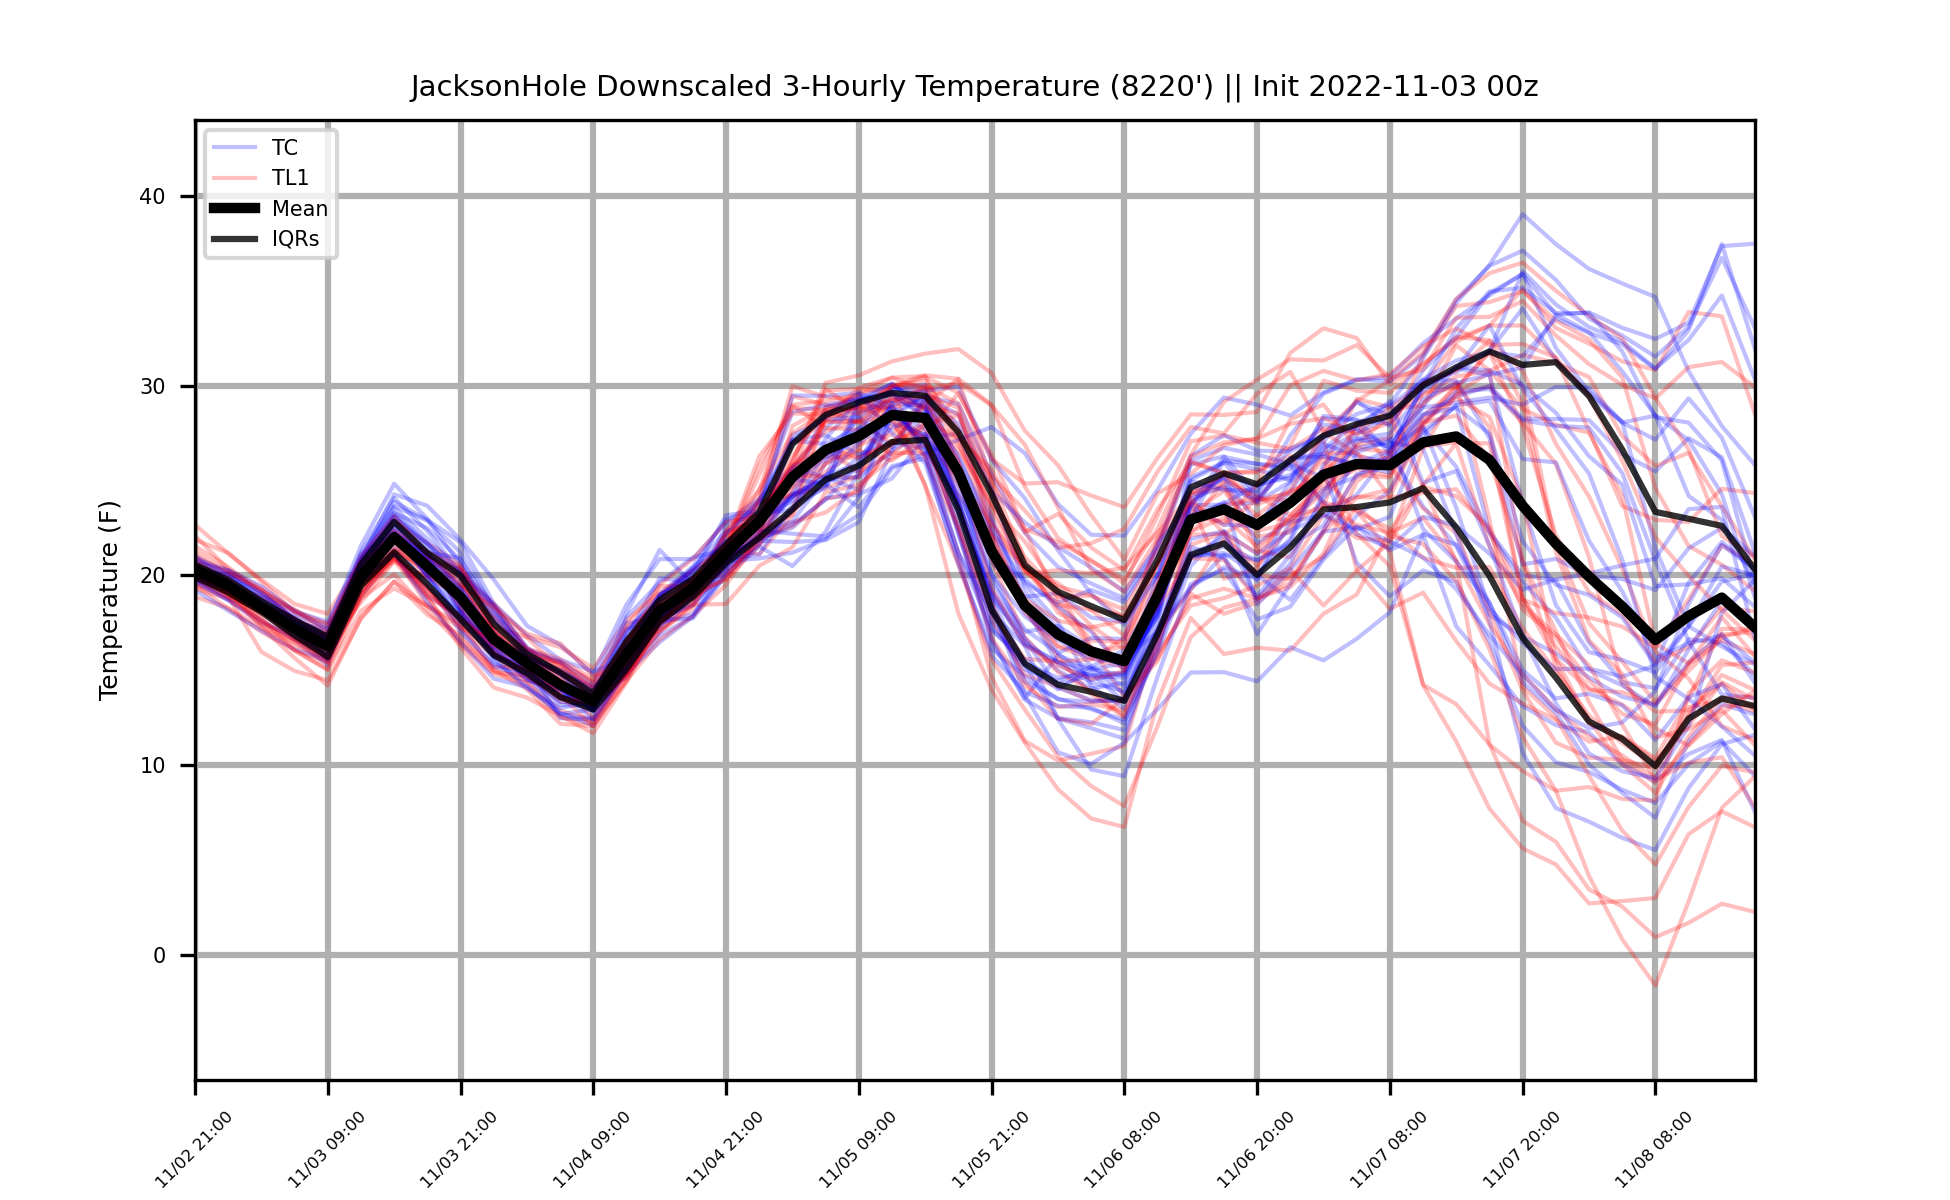 JacksonHole Downscaled 3-Hourly Temperature (8220') || Init 2022-11-03 00z
TC
TL1
Mean
IQRs
Temperature (F)
40
30
20
10
0
11/02 21:00
11/03 09:00
11/03 21:00
11/04 09:00
11/04 21:00
11/05 09:00
11/05 21:00
11/06 08:00
11/06 20:00
11/07 08:00
11/07 20:00
11/08 08:00